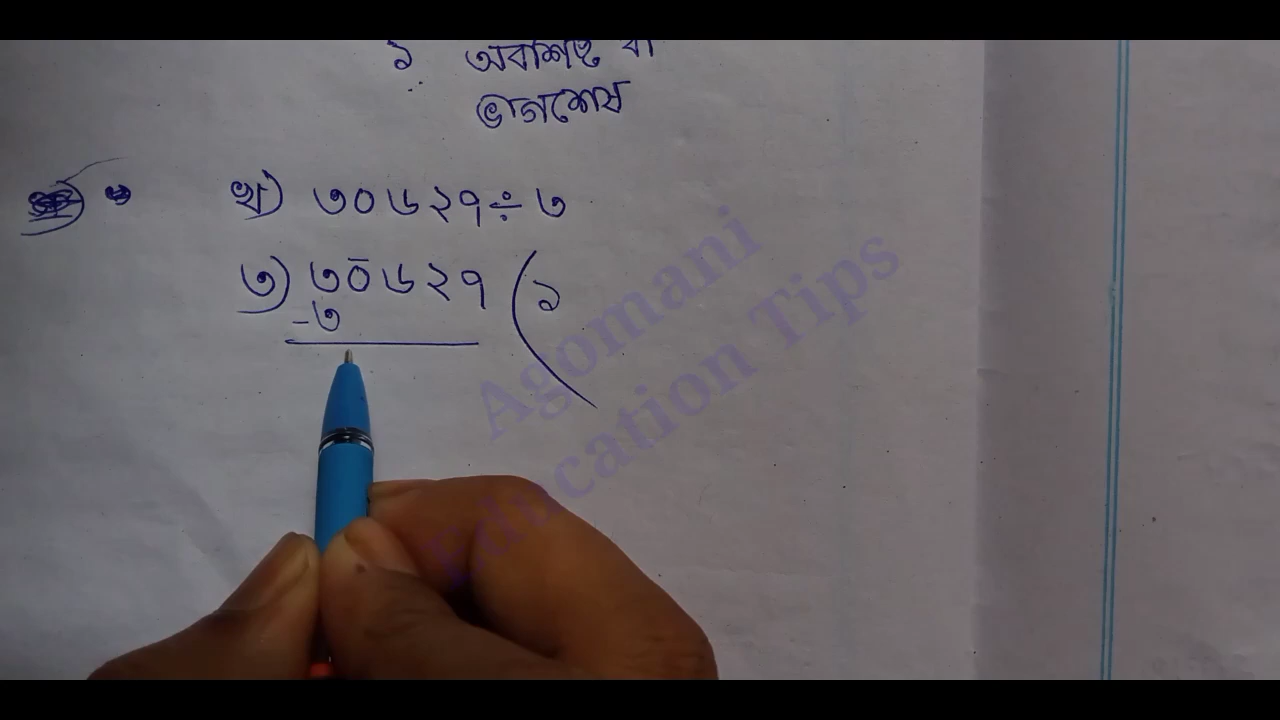 ১ অবশিষ্ট বা
ভাগশেষ
খ) ৩০৬২৭÷৩
৩) ৩০৬২৭ ( ১
-৩
Agomani
Education Tips